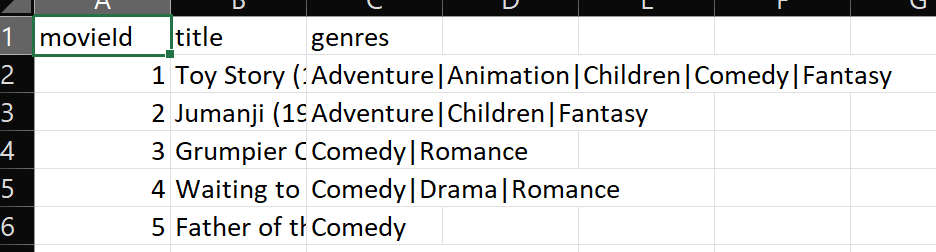 A B C D E F G
1 movieId title genres
2 1 Toy Story (1 Adventure|Animation|Children|Comedy|Fantasy
3 2 Jumanji (19 Adventure|Children|Fantasy
4 3 Grumpier Comedy|Romance
5 4 Waiting to Comedy|Drama|Romance
6 5 Father of th Comedy